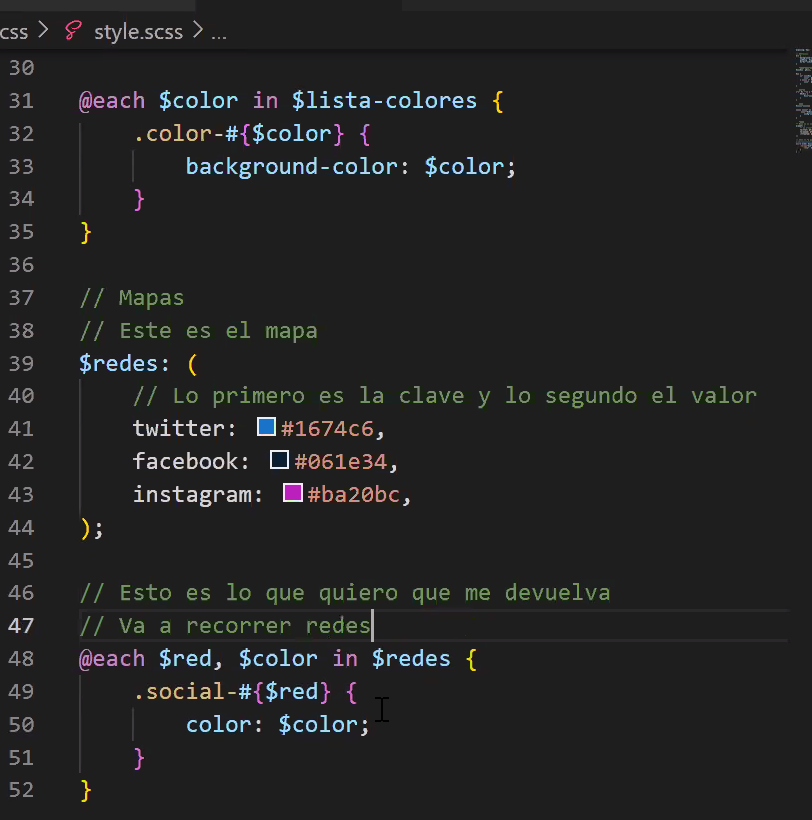 css > style.scss > ...
30
31 @each $color in $lista-colores {
32     .color-#{$color} {
33         background-color: $color;
34     }
35 }
36
37 // Mapas
38 // Este es el mapa
39 $redes: (
40     // Lo primero es la clave y lo segundo el valor
41     twitter: #1674c6,
42     facebook: #061e34,
43     instagram: #ba20bc,
44 );
45
46 // Esto es lo que quiero que me devuelva
47 // Va a recorrer redes
48 @each $red, $color in $redes {
49     .social-#{$red} {
50         color: $color;
51     }
52 }